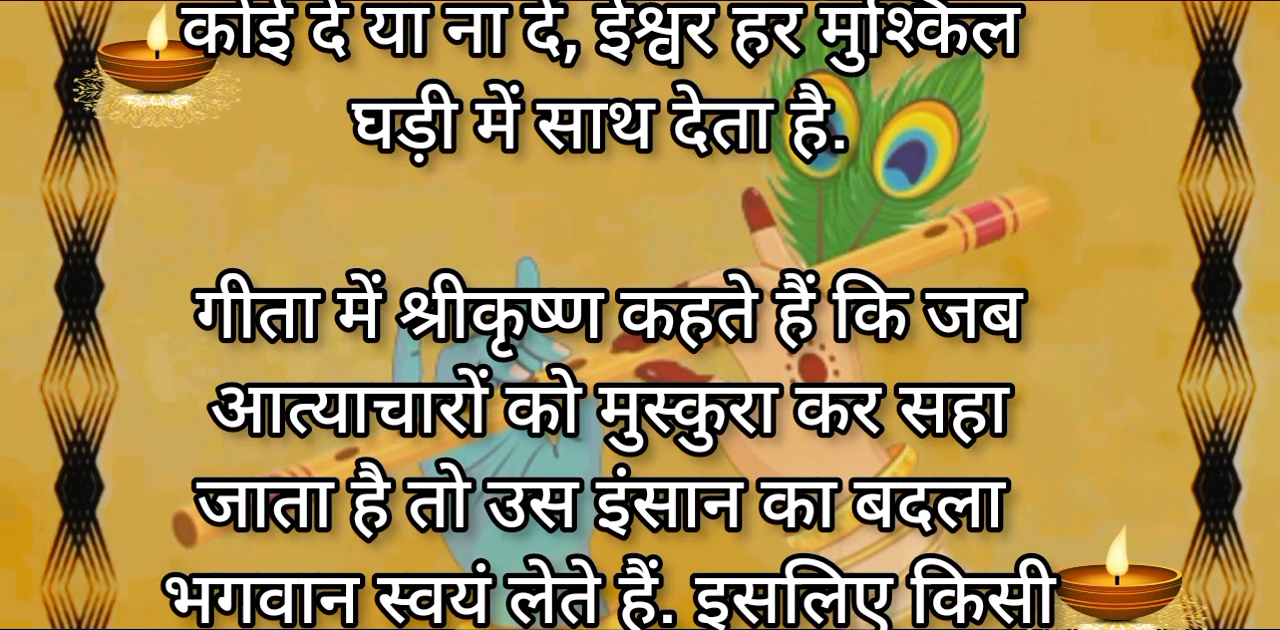 कोई दे या ना दे, ईश्वर हर मुश्किल
घड़ी में साथ देता है.
गीता में श्रीकृष्ण कहते हैं कि जब
आत्याचारों को मुस्कुरा कर सहा
जाता है तो उस इंसान का बदला
भगवान स्वयं लेते हैं. इसलिए किसी